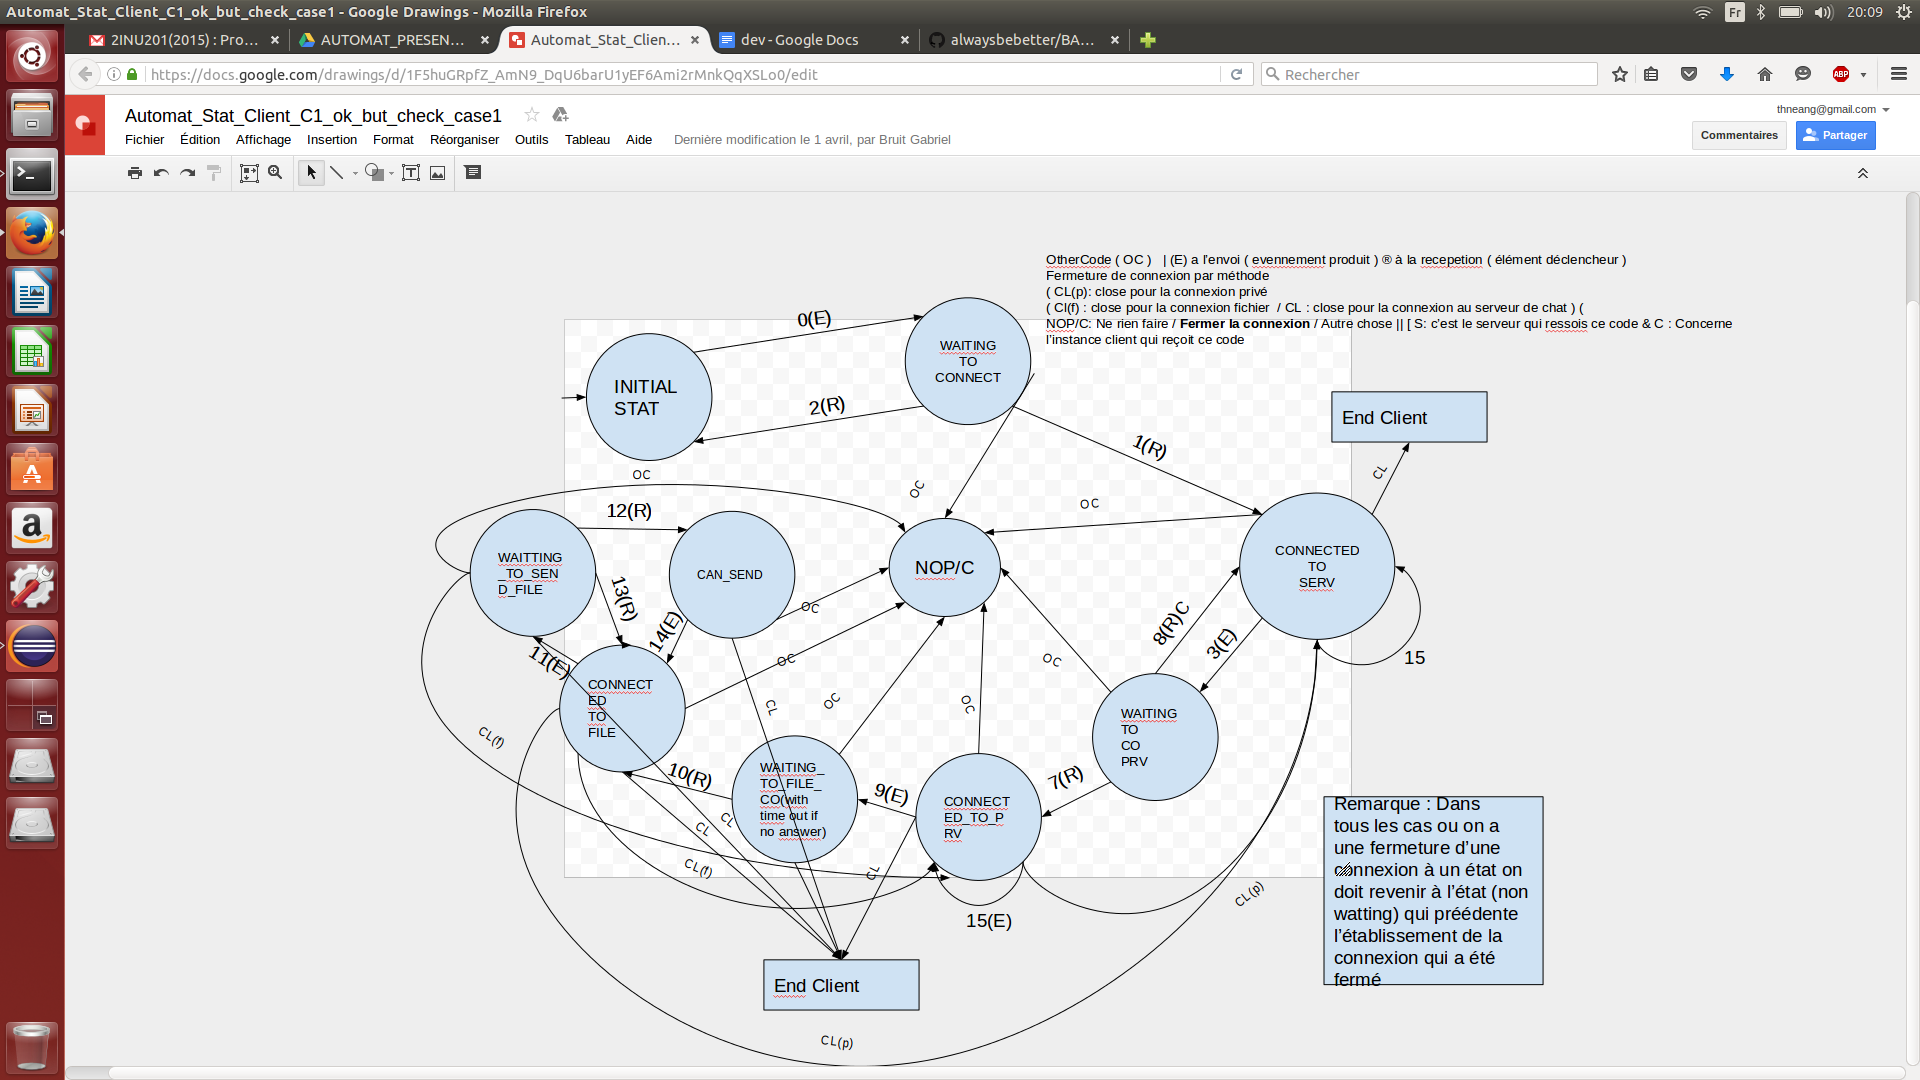 Automat_Stat_Client_C1_ok_but_check_case1 - Google Drawings - Mozilla Firefox
Fr
20:09
2INU201(2015) : Pro...
AUTOMAT_PRESEN...
Automat_Stat_Clien...
dev - Google Docs
alwaysbebetter/BA...
https://docs.google.com/drawings/d/1F5huGRpfZ_AmN9_DqU6barU1yEF6Ami2rMnkQqXSLo0/edit
Rechercher
ABP
Automat_Stat_Client_C1_ok_but_check_case1
thneang@gmail.com
Fichier Édition Affichage Insertion Format Réorganiser Outils Tableau Aide Dernière modification le 1 avril, par Bruit Gabriel
Commentaires
Partager
OtherCode ( OC ) | (E) a l'envoi ( evennement produit ) ® à la recepetion ( élément déclencheur )
Fermeture de connexion par méthode
( CL(p): close pour la connexion privé
( Cl(f) : close pour la connexion fichier / CL : close pour la connexion au serveur de chat ) (
NOP/C: Ne rien faire / Fermer la connexion / Autre chose || [ S: c'est le serveur qui ressois ce code & C : Concerne
l'instance client qui reçoit ce code
0(E)
WAITING
TO
CONNECT
INITIAL
STAT
2(R)
1(R)
End Client
CL
OC
OC
OC
12(R)
WAITTING
_TO_SEN
D_FILE
CAN_SEND
NOP/C
CONNECTED
TO
SERV
13(R)
14(E)
OC
8(R)C
3(E)
15
11(E)
OC
OC
CONNECT
ED
TO
FILE
CL
OC
OC
WAITING
TO
CO
PRV
CL(f)
10(R)
WAITING_
TO_FILE_
CO(with
time out if
no answer)
9(E)
CONNECT
ED_TO_P
RV
7(R)
CL
CL
CL(f)
CL
CL(p)
15(E)
Remarque : Dans
tous les cas ou on a
une fermeture d'une
connexion à un état on
doit revenir à l'état (non
watting) qui préédente
l'établissement de la
connexion qui a été
fermé
End Client
CL(p)